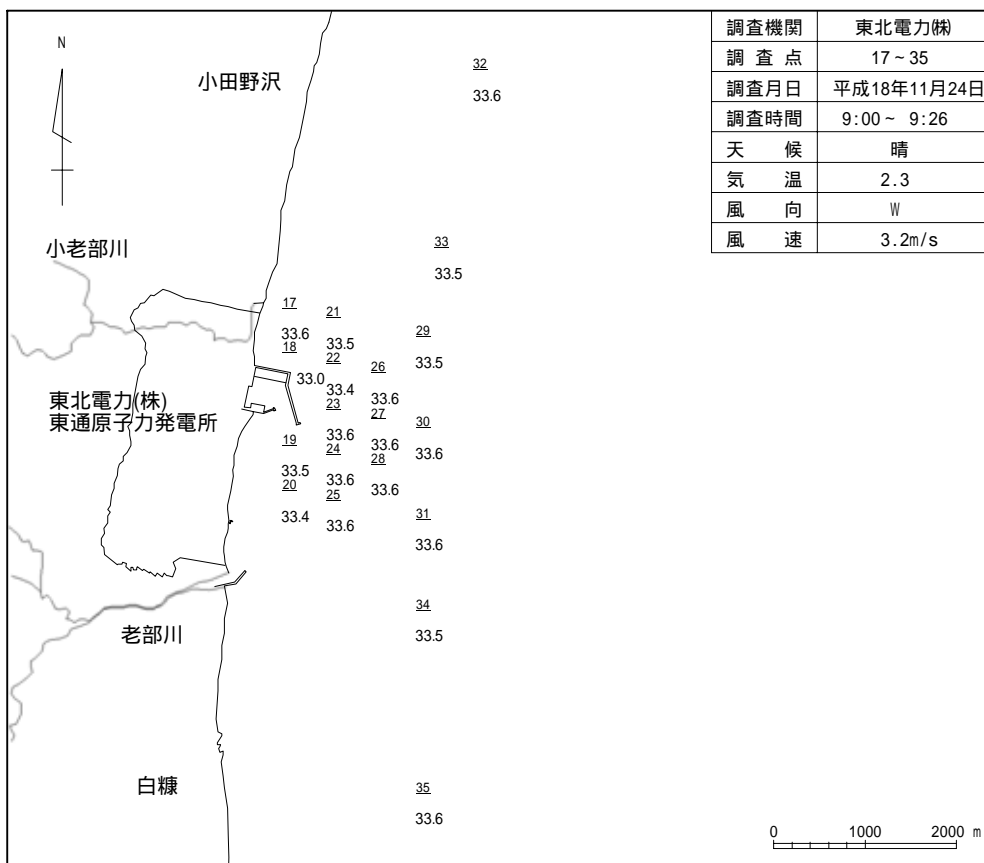 調査機関 東北電力㈱
調査点 17~35
調査月日 平成18年11月24日
調査時間 9:00~ 9:26
天候 晴
気温 2.3
風向 W
風速 3.2m/s
N
小田野沢
32
33.6
小老部川
33
33.5
17
33.6
21
33.5
29
33.5
18
33.0
22
33.4
26
33.6
東北電力(株)
東通原子力発電所
23
33.6
27
33.6
30
33.6
19
33.5
24
33.6
28
33.6
20
33.4
25
33.6
31
33.6
34
33.5
老部川
白糠
35
33.6
0 1000 2000 m